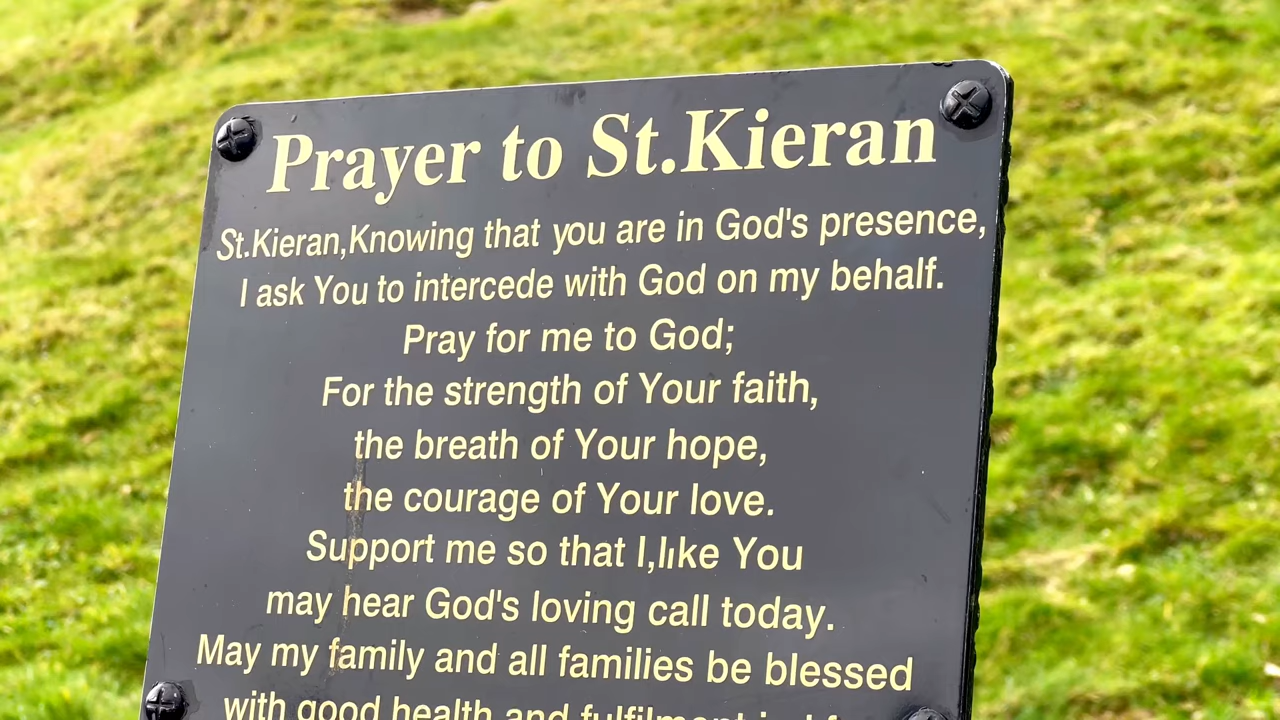 Prayer to St.Kieran
St.Kieran,Knowing that you are in God's presence,
I ask You to intercede with God on my behalf.
Pray for me to God;
For the strength of Your faith,
the breath of Your hope,
the courage of Your love.
Support me so that I,like You
may hear God's loving call today.
May my family and all families be blessed
with good health and fulfilment